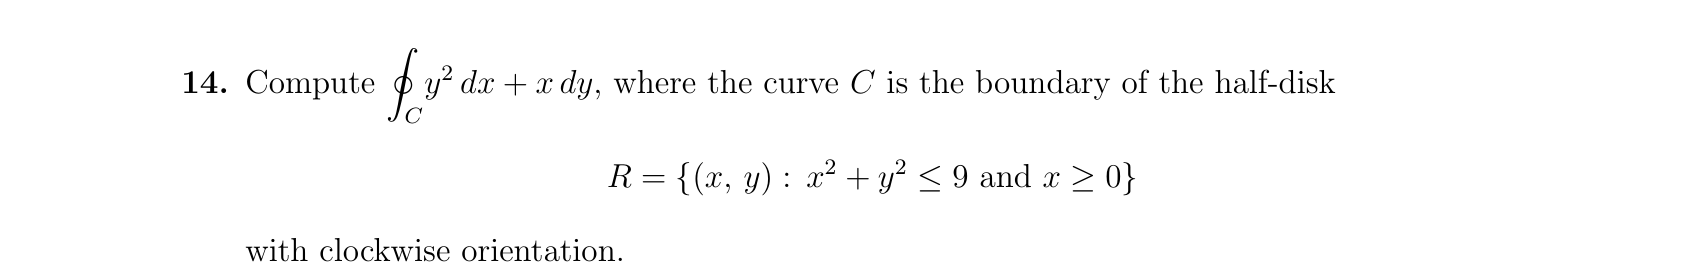 14. Compute ∮_C y² dx + x dy, where the curve C is the boundary of the half-disk
R = {(x, y) : x² + y² ≤ 9 and x ≥ 0}
with clockwise orientation.